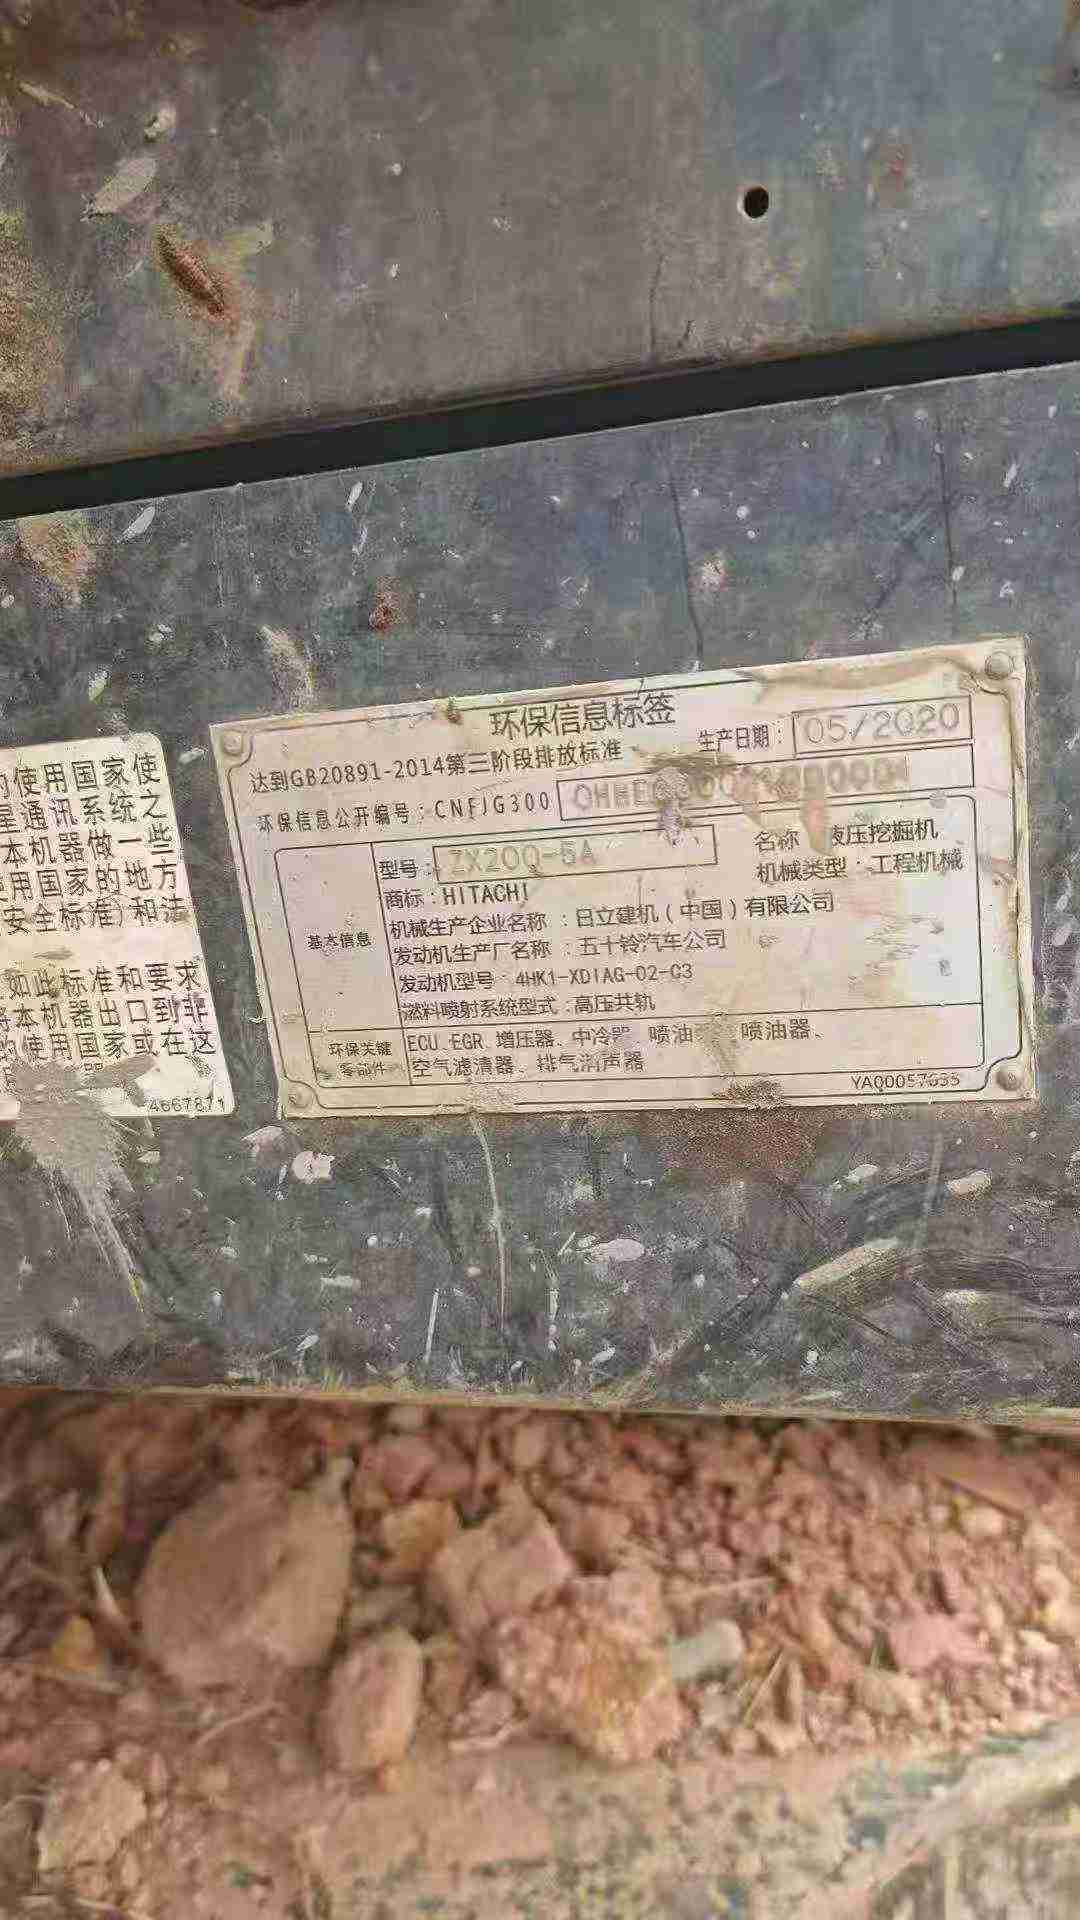 的使用国家使
星通讯系统之
本机器做一些
使用国家的地方
安全标准)和法
如此标准和要求
将本机器出口到非
的使用国家或在这
4667811
环保信息标签
达到GB20891-2014第三阶段排放标准
生产日期：05/2020
环保信息公开编号：CNFJG300
型号：ZX200-5A
名称 液压挖掘机
商标：HITACHI
机械类型：工程机械
基本信息
机械生产企业名称：日立建机（中国）有限公司
发动机生产厂名称：五十铃汽车公司
发动机型号：4HK1-XDIAG-02-C3
燃料喷射系统型式：高压共轨
环保关键
零部件
ECU、EGR、增压器、中冷器、喷油 喷油器、
空气滤清器、排气消声器